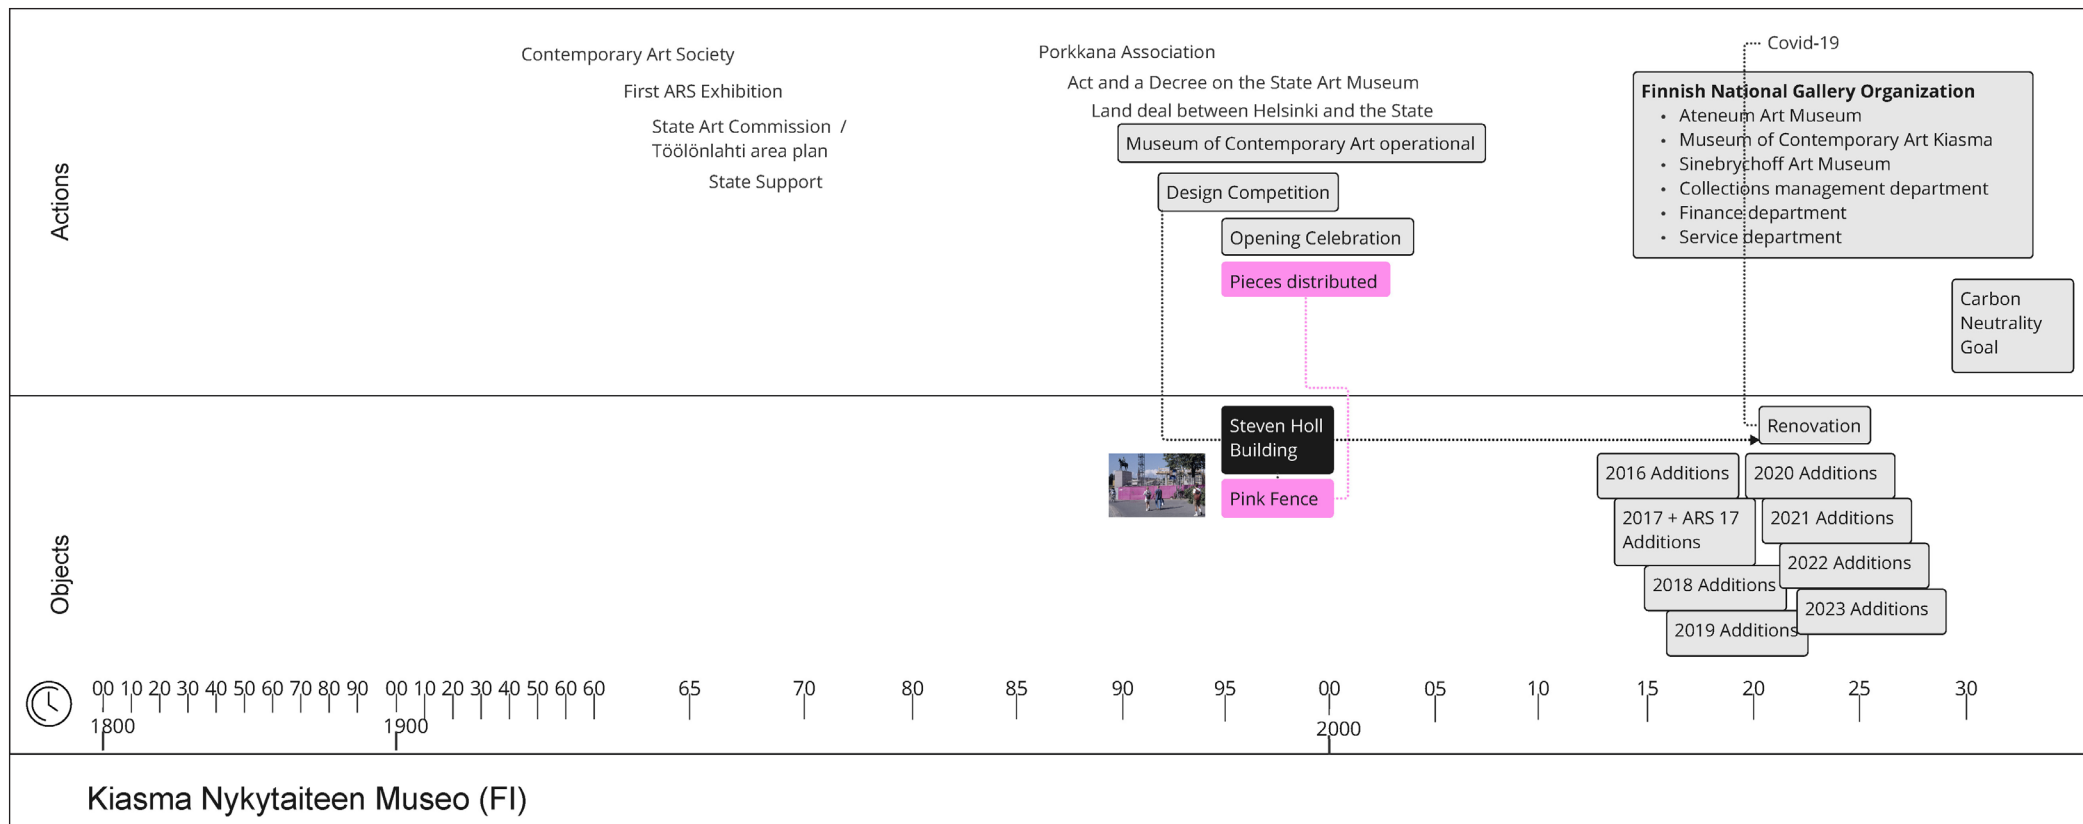 Contemporary Art Society
First ARS Exhibition
State Art Commission /
Töölönlahti area plan
State Support
Porkkana Association
Act and a Decree on the State Art Museum
Land deal between Helsinki and the State
Museum of Contemporary Art operational
Design Competition
Opening Celebration
Pieces distributed
Covid-19
Finnish National Gallery Organization
• Ateneum Art Museum
• Museum of Contemporary Art Kiasma
• Sinebrychoff Art Museum
• Collections management department
• Finance department
• Service department
Carbon
Neutrality
Goal
Actions
Steven Holl
Building
Pink Fence
Renovation
2016 Additions
2020 Additions
2017 + ARS 17
Additions
2021 Additions
2022 Additions
2018 Additions
2023 Additions
2019 Additions
Objects
00 10 20 30 40 50 60 70 80 90 00 10 20 30 40 50 60 60 65 70 80 85 90 95 00 05 10 15 20 25 30
1800 1900 2000
Kiasma Nykytaiteen Museo (FI)